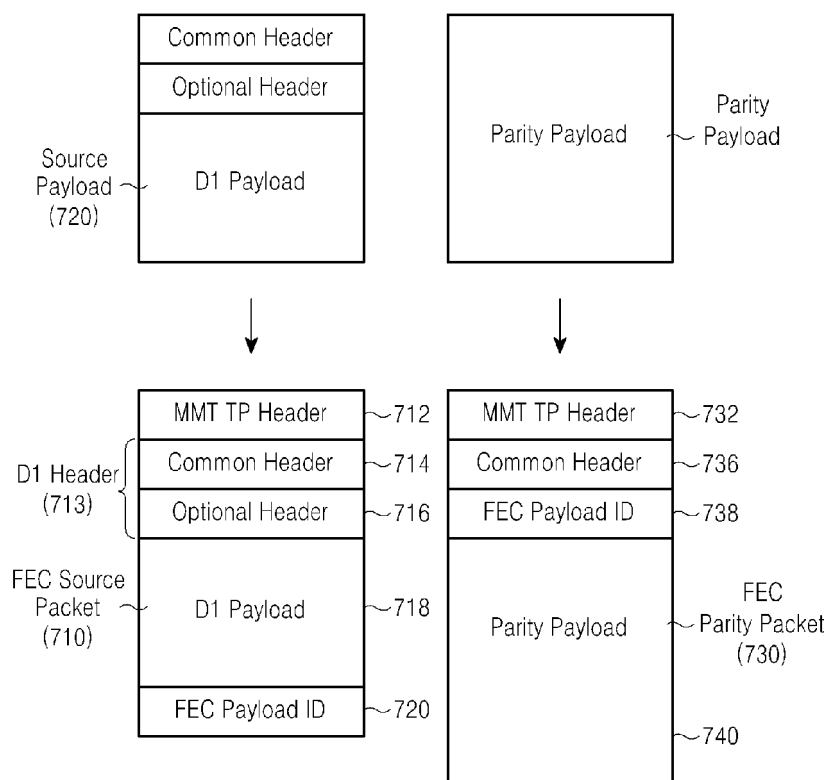 Common Header
Optional Header
Source
Payload
(720)
D1 Payload
Parity Payload
Parity
Payload
MMT TP Header
712
D1 Header
(713)
Common Header
714
Optional Header
716
FEC Source
Packet
(710)
D1 Payload
718
FEC Payload ID
720
MMT TP Header
732
Common Header
736
FEC Payload ID
738
Parity Payload
FEC
Parity Packet
(730)
740